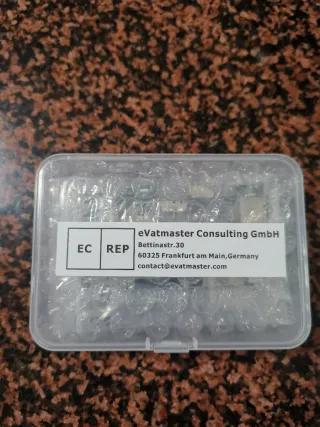 EC REP
eVatmaster Consulting GmbH
Bettinastr.30
60325 Frankfurt am Main,Germany
contact@evatmaster.com